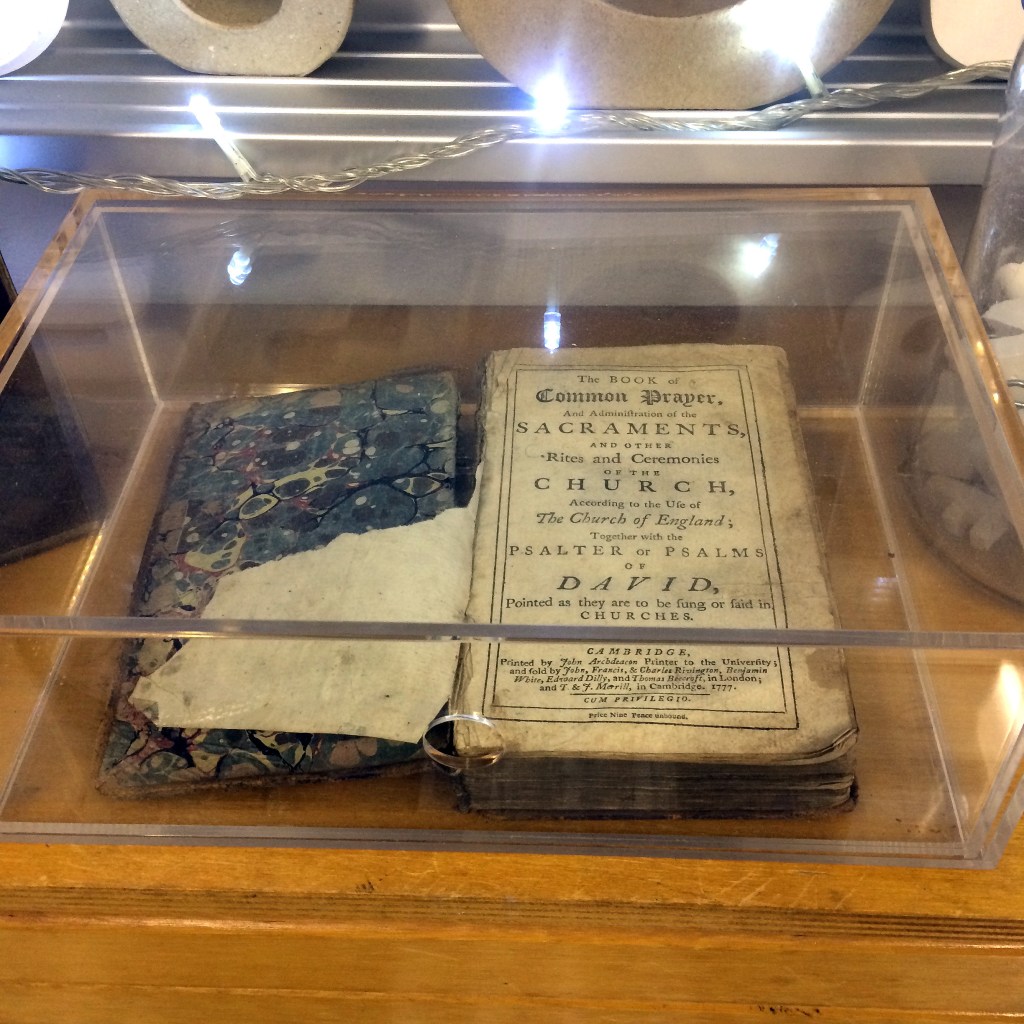 The BOOK of
Common Prayer,
And Adminiſtration of the
SACRAMENTS,
AND OTHER
Rites and Ceremonies
OF THE
CHURCH,
According to the Uſe of
The Church of England;
Together with the
PSALTER or PSALMS
OF
DAVID,
Pointed as they are to be ſung or ſaid in
CHURCHES.
CAMBRIDGE,
Printed by John Archdeacon Printer to the Univerſity;
and ſold by John, Francis, & Charles Rivington, Benjamin
White, Edward Dilly, and Thomas Becroft, in London;
and T. & J. Merrill, in Cambridge. 1777.
CUM PRIVILEGIO.
Price Nine Pence unbound.